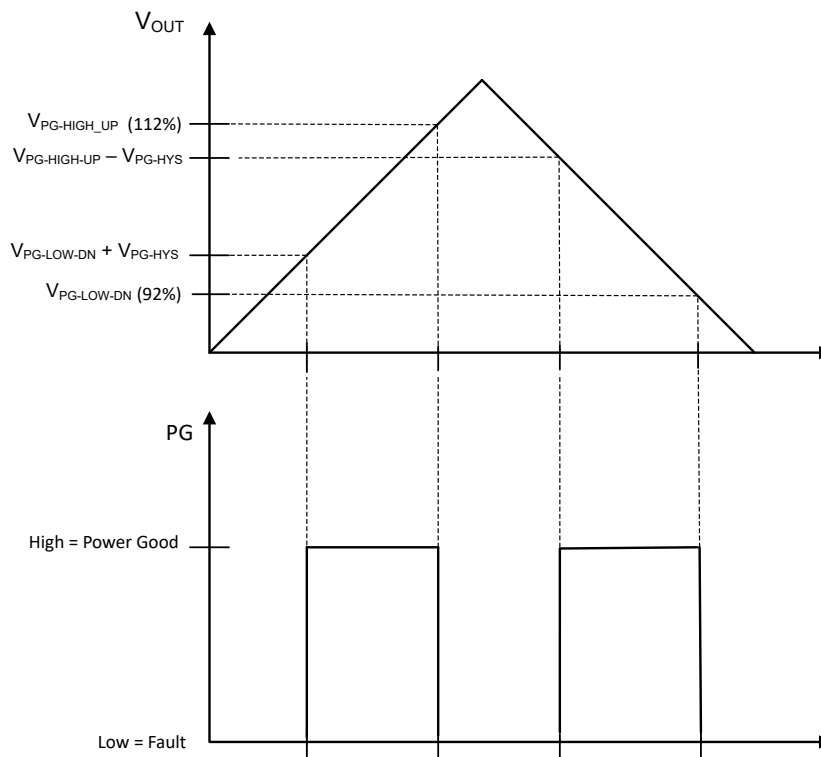 VOUT
VPG-HIGH_UP (112%)
VPG-HIGH-UP – VPG-HYS
VPG-LOW-DN + VPG-HYS
VPG-LOW-DN (92%)
PG
High = Power Good
Low = Fault